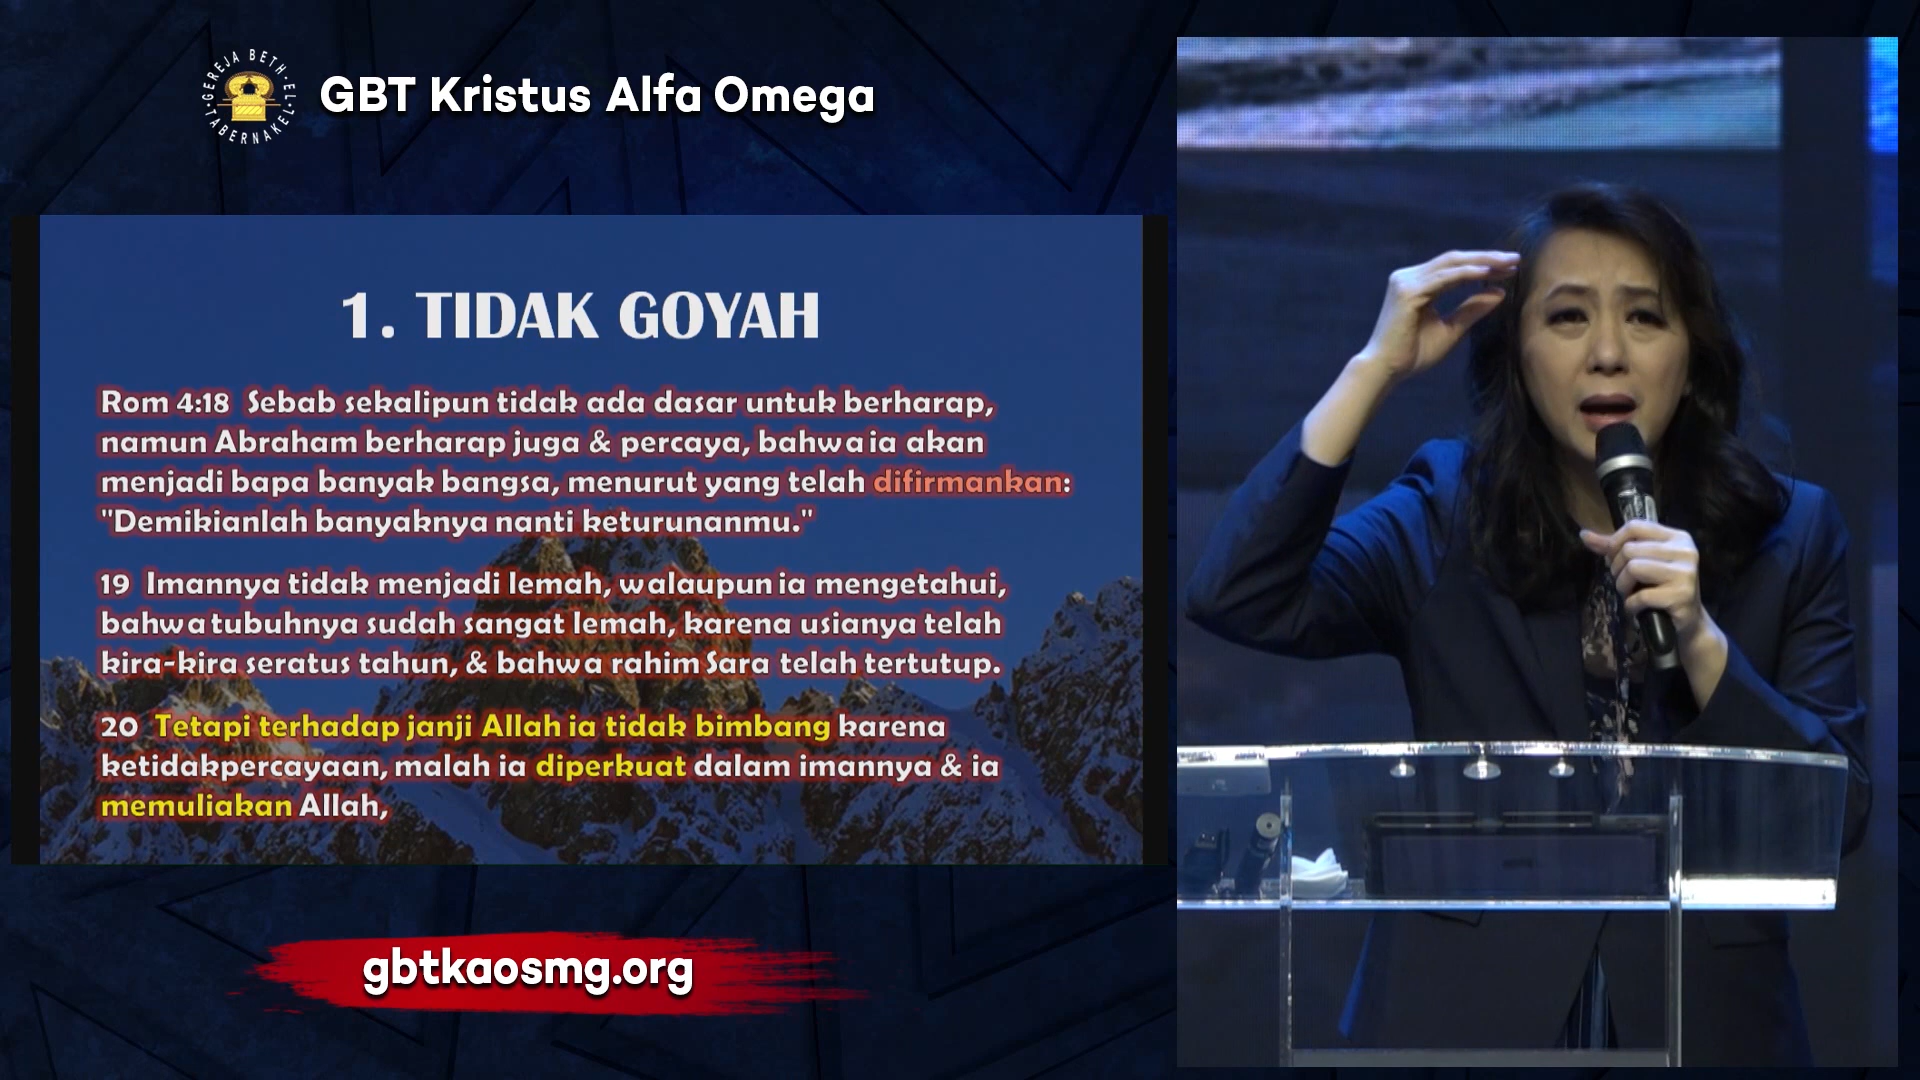 GEREJA BETH-EL TABERNAKEL
GBT Kristus Alfa Omega
1. TIDAK GOYAH
Rom 4:18 Sebab sekalipun tidak ada dasar untuk berharap,
namun Abraham berharap juga & percaya, bahwa ia akan
menjadi bapa banyak bangsa, menurut yang telah difirmankan:
"Demikianlah banyaknya nanti keturunanmu."
19 Imannya tidak menjadi lemah, walaupun ia mengetahui,
bahwa tubuhnya sudah sangat lemah, karena usianya telah
kira-kira seratus tahun, & bahwa rahim Sara telah tertutup.
20 Tetapi terhadap janji Allah ia tidak bimbang karena
ketidakpercayaan, malah ia diperkuat dalam imannya & ia
memuliakan Allah,
gbtkaosmg.org